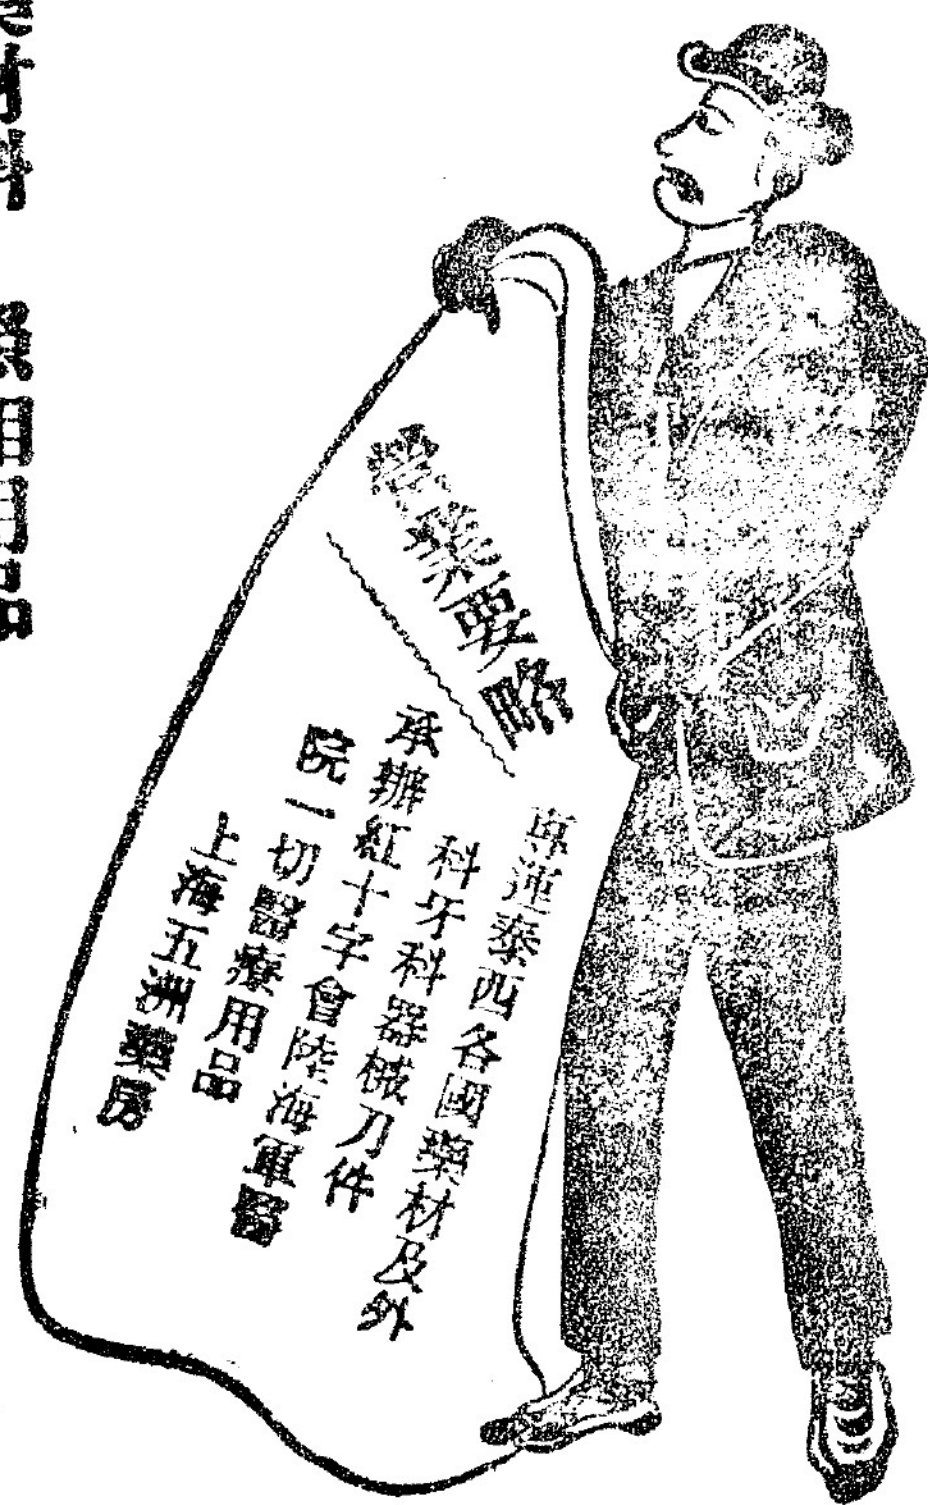 營業要略
專運泰西各國藥材及外
科牙科器械刀件
承辦紅十字會陸海軍醫
院一切醫療用品
上海五洲藥房